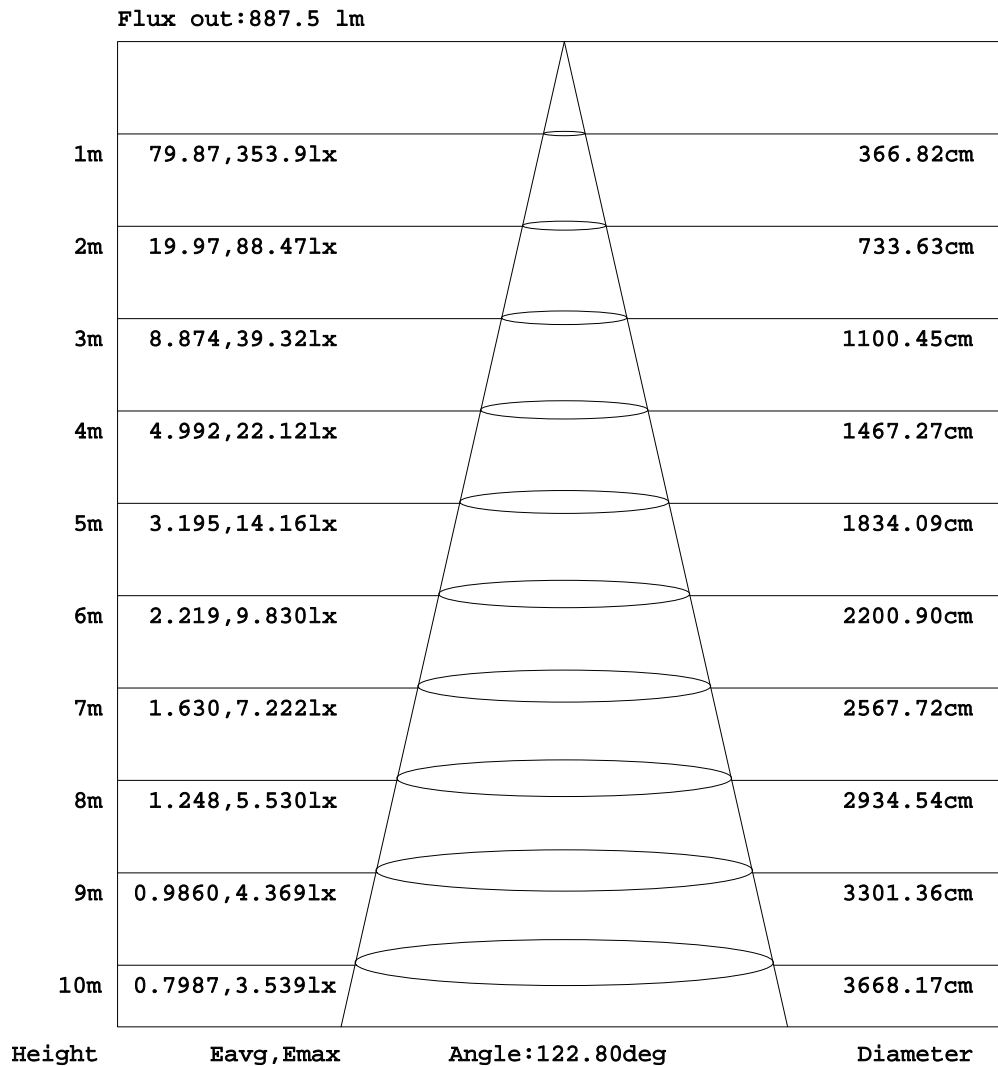 Flux out:887.5 lm
1m 79.87,353.9lx 366.82cm
2m 19.97,88.47lx 733.63cm
3m 8.874,39.32lx 1100.45cm
4m 4.992,22.12lx 1467.27cm
5m 3.195,14.16lx 1834.09cm
6m 2.219,9.830lx 2200.90cm
7m 1.630,7.222lx 2567.72cm
8m 1.248,5.530lx 2934.54cm
9m 0.9860,4.369lx 3301.36cm
10m 0.7987,3.539lx 3668.17cm
Height Eavg,Emax Angle:122.80deg Diameter